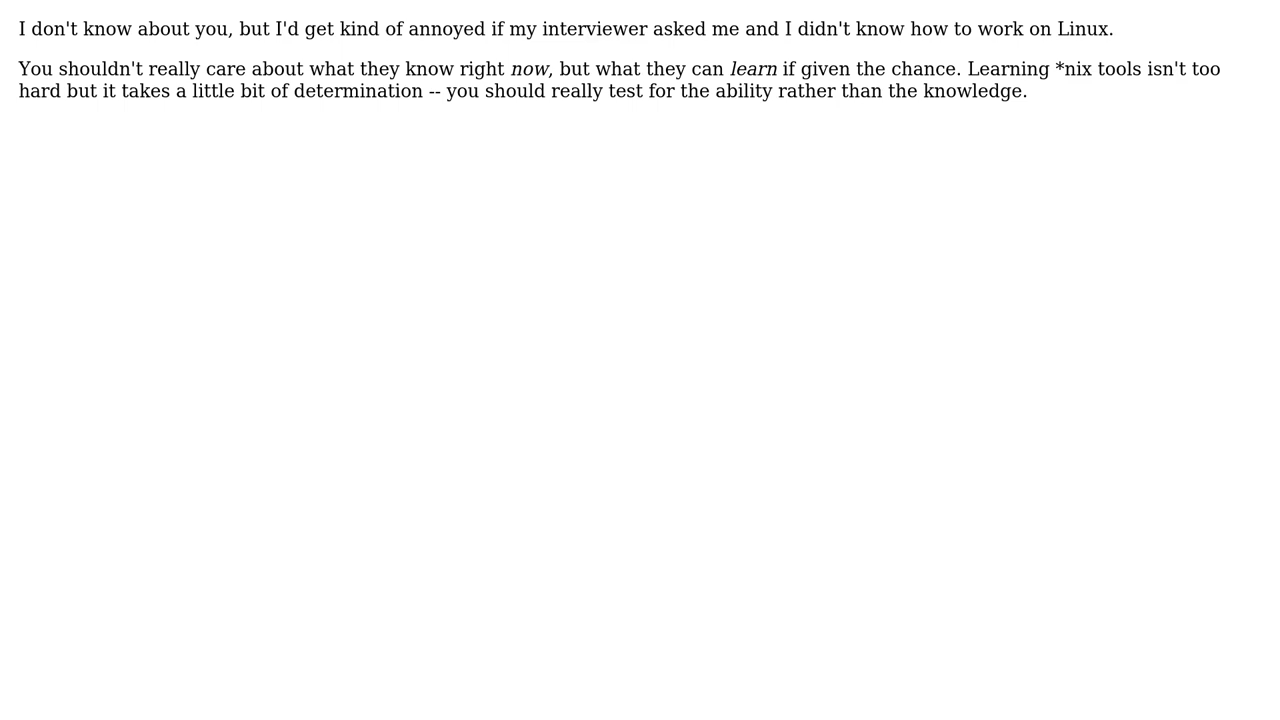 I don't know about you, but I'd get kind of annoyed if my interviewer asked me and I didn't know how to work on Linux.
You shouldn't really care about what they know right now, but what they can learn if given the chance. Learning *nix tools isn't too
hard but it takes a little bit of determination -- you should really test for the ability rather than the knowledge.